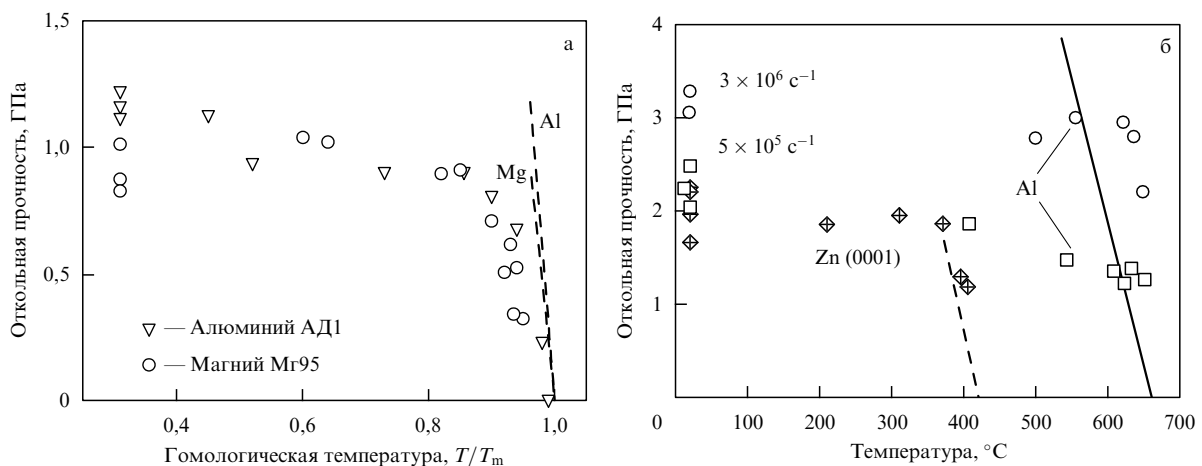 1,5
1,0
0,5
0
0,4
0,6
0,8
1,0
Откольная прочность, ГПа
Гомологическая температура, T/Tm
а
Al
Mg
▽ — Алюминий АД1
○ — Магний Мг95
4
3
2
1
0
100
200
300
400
500
600
700
Откольная прочность, ГПа
Температура, °C
б
3 × 10⁶ с⁻¹
5 × 10⁵ с⁻¹
Al
Zn (0001)